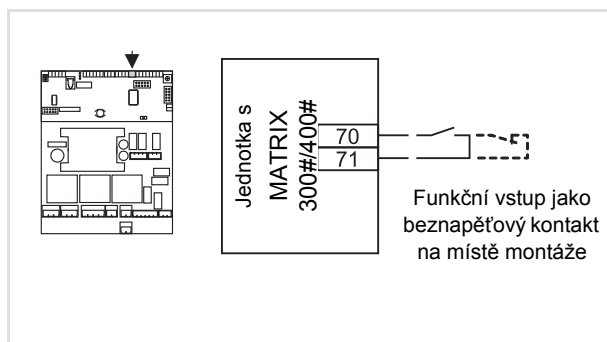 Jednotka s
MATRIX
300#/400#
70
71
Funkční vstup jako
beznapěťový kontakt
na místě montáže